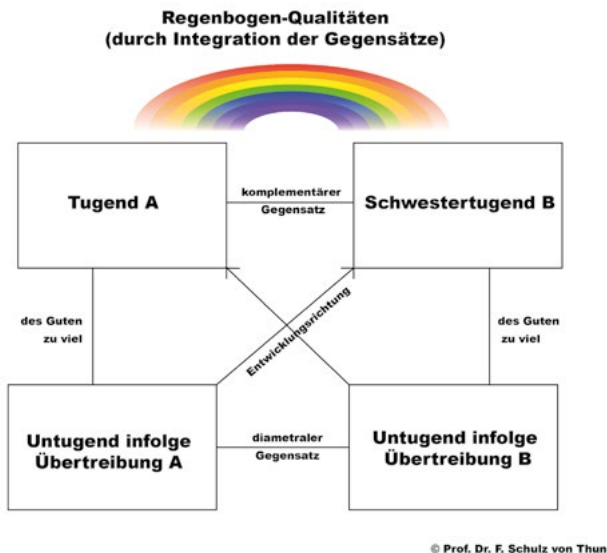 Regenbogen-Qualitäten
(durch Integration der Gegensätze)
Tugend A
komplementärer
Gegensatz
Schwestertugend B
des Guten
zu viel
Entwicklungsrichtung
des Guten
zu viel
Untugend infolge
Übertreibung A
diametraler
Gegensatz
Untugend infolge
Übertreibung B
© Prof. Dr. F. Schulz von Thun